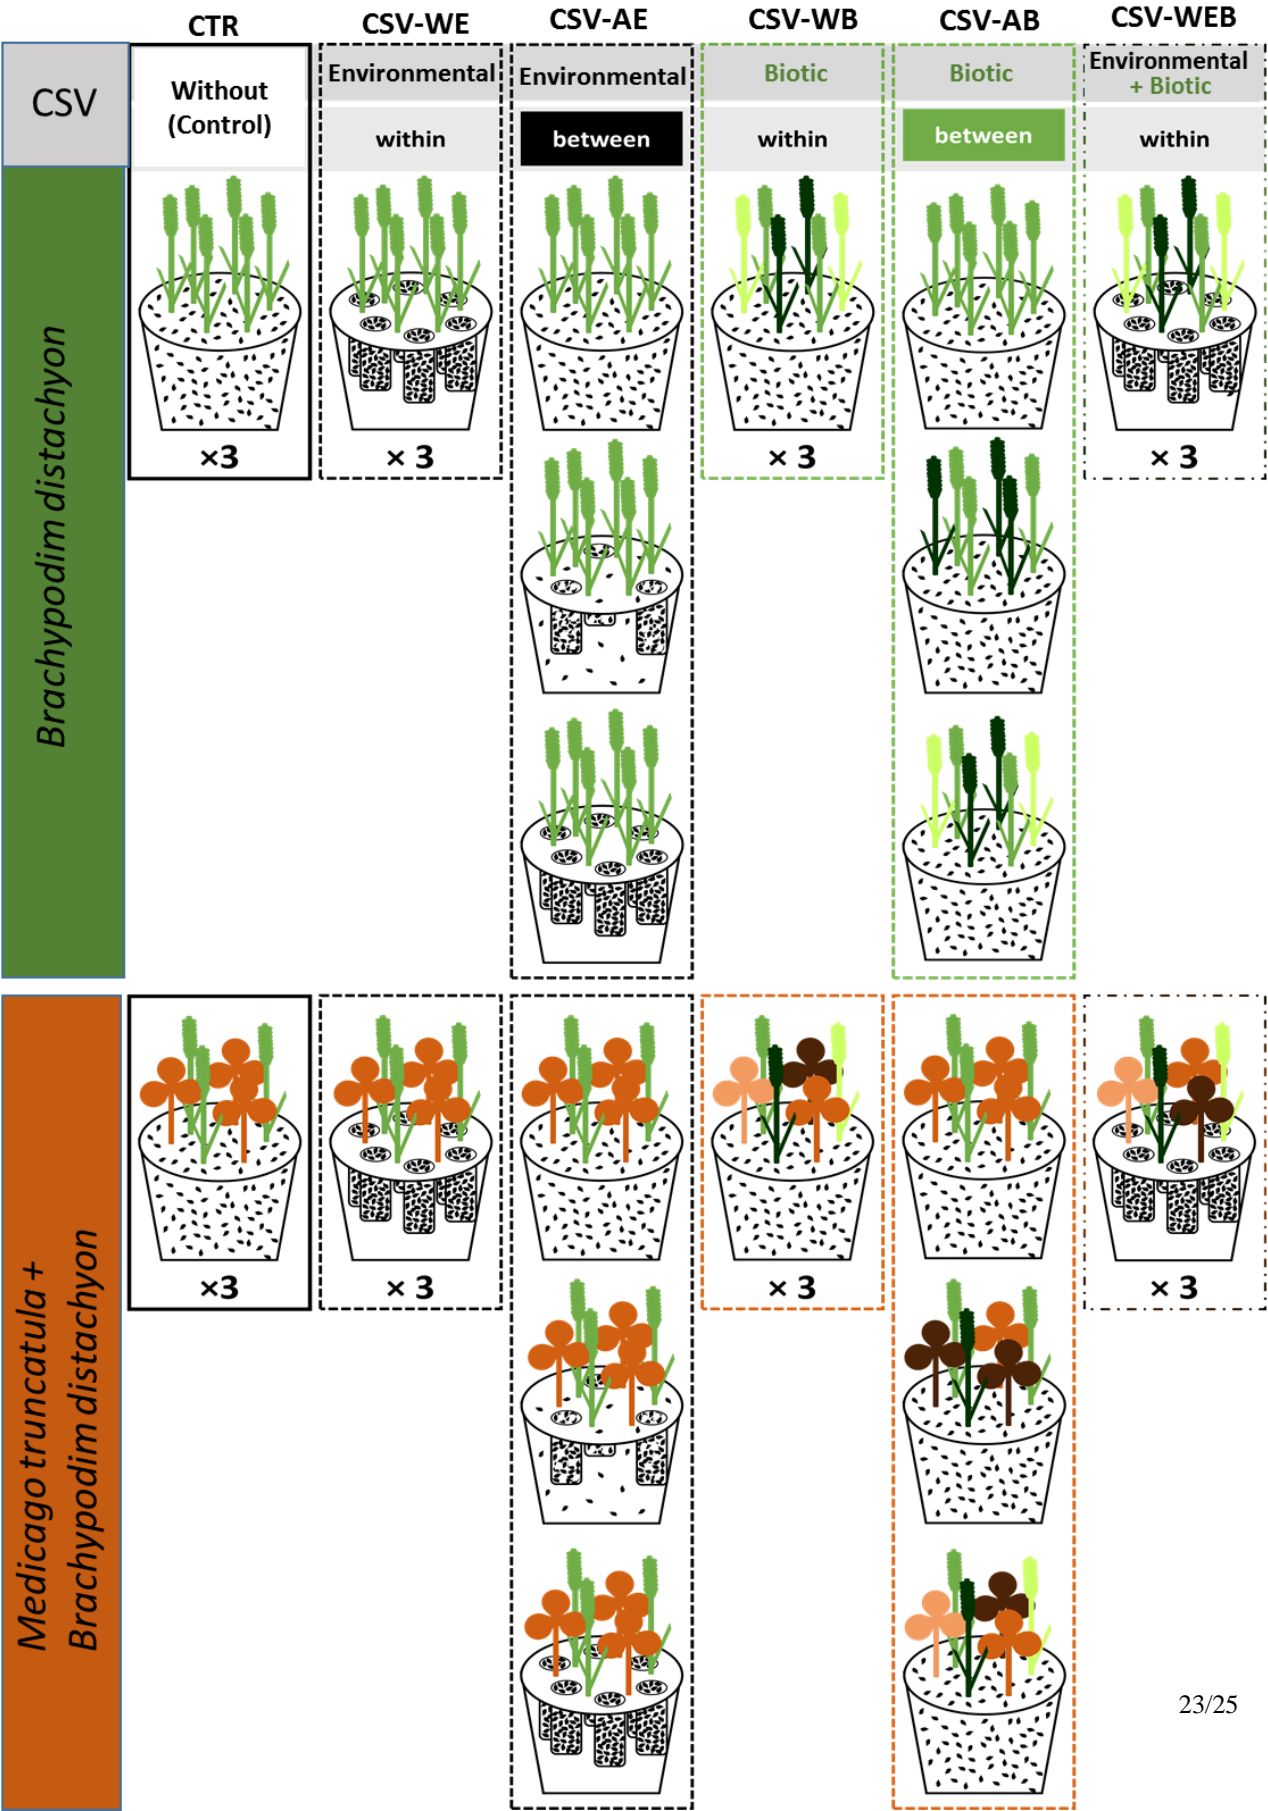 CTR CSV-WE CSV-AE CSV-WB CSV-AB CSV-WEB
CSV
Without
(Control)
Environmental
within
Environmental
between
Biotic
within
Biotic
between
Environmental
+ Biotic
within
Brachypodim distachyon
×3
× 3
× 3
× 3
Medicago truncatula +
Brachypodim distachyon
×3
× 3
× 3
× 3
23/25